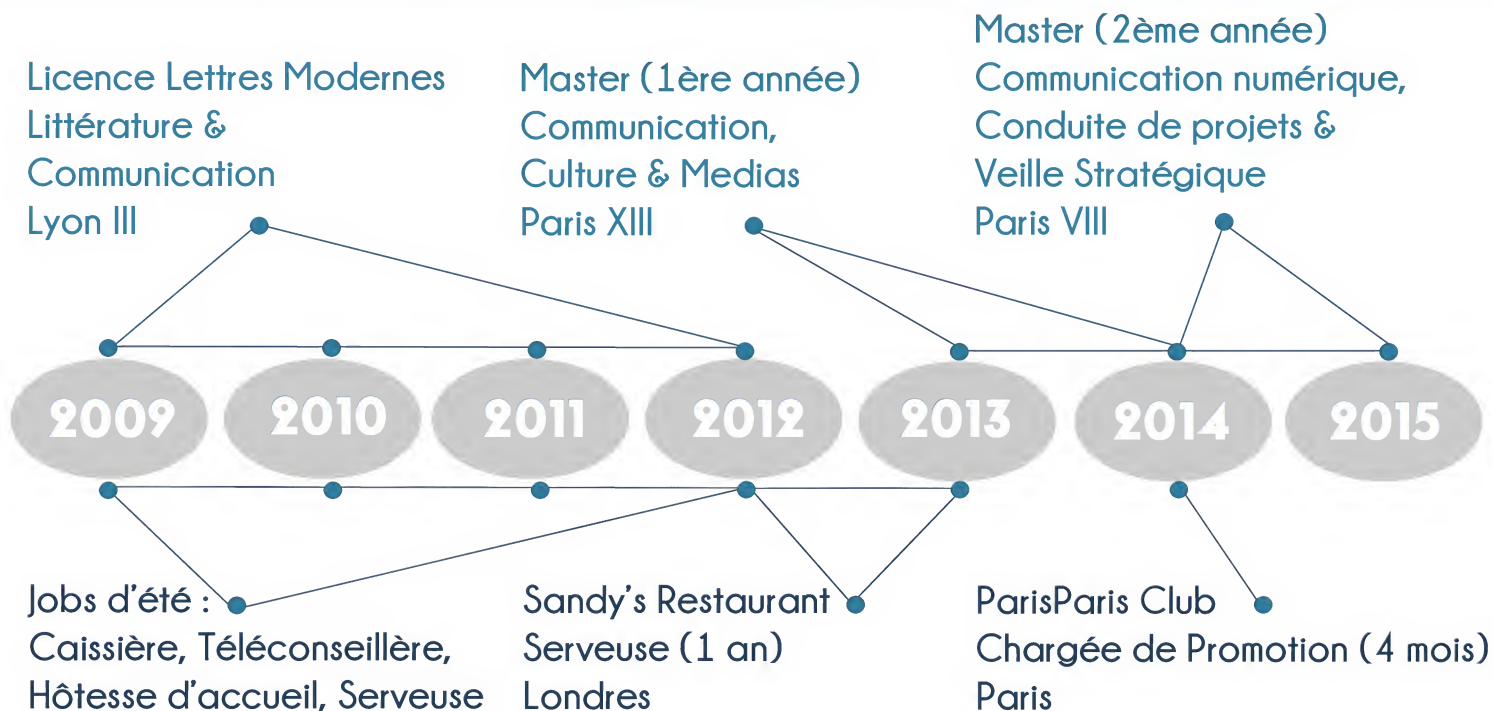 Licence Lettres Modernes
Littérature &
Communication
Lyon III
Master (1ère année)
Communication,
Culture & Medias
Paris XIII
Master (2ème année)
Communication numérique,
Conduite de projets &
Veille Stratégique
Paris VIII
2009
2010
2011
2012
2013
2014
2015
Jobs d'été :
Caissière, Téléconseillère,
Hôtesse d'accueil, Serveuse
Sandy's Restaurant
Serveuse (1 an)
Londres
ParisParis Club
Chargée de Promotion (4 mois)
Paris